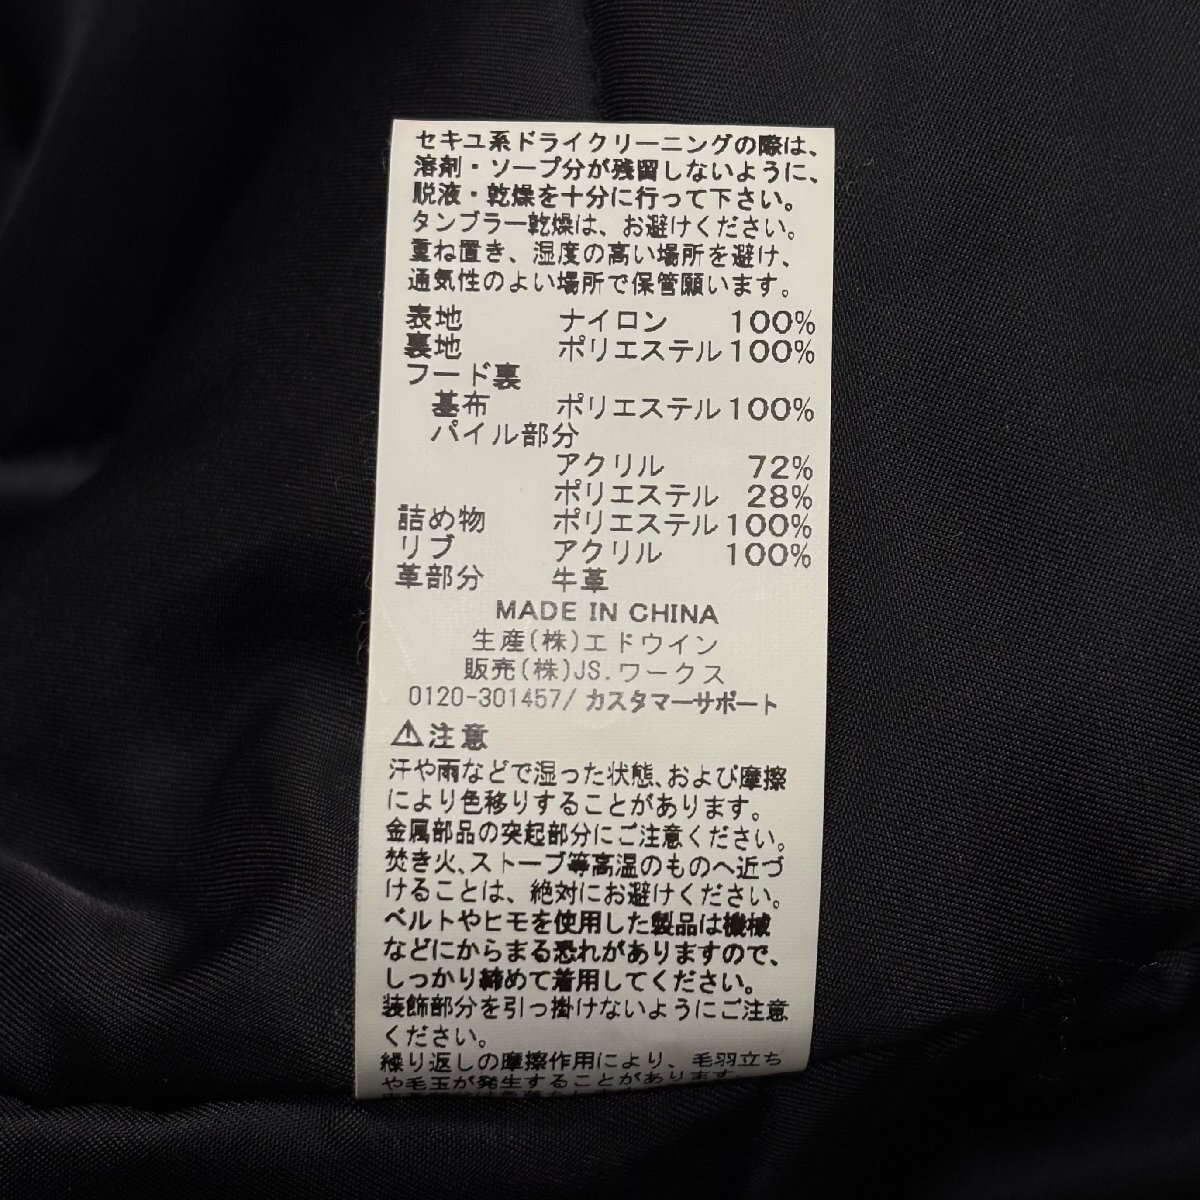 セキユ系ドライクリーニングの際は、
溶剤・ソープ分が残留しないように、
脱液・乾燥を十分に行って下さい。
タンブラー乾燥は、お避けください。
重ね置き、湿度の高い場所を避け、
通気性のよい場所で保管願います。
表地 ナイロン 100%
裏地 ポリエステル 100%
フード裏
基布 ポリエステル 100%
パイル部分
アクリル 72%
ポリエステル 28%
詰め物 ポリエステル 100%
リブ アクリル 100%
革部分 牛革
MADE IN CHINA
生産(株)エドウイン
販売(株)JS.ワークス
0120-301457/ カスタマーサポート
⚠注意
汗や雨などで湿った状態、および摩擦
により色移りすることがあります。
金属部品の突起部分にご注意ください。
焚き火、ストーブ等高温のものへ近づ
けることは、絶対にお避けください。
ベルトやヒモを使用した製品は機械
などにからまる恐れがありますので、
しっかり締めて着用してください。
装飾部分を引っ掛けないようにご注意
ください。
繰り返しの摩擦作用により、毛羽立ち
や毛玉が発生することがあります